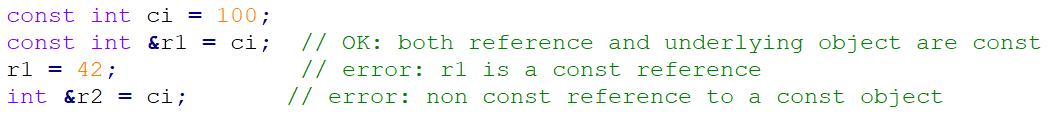 const int ci = 100;
const int &r1 = ci;  // OK: both reference and underlying object are const
r1 = 42;             // error: r1 is a const reference
int &r2 = ci;       // error: non const reference to a const object